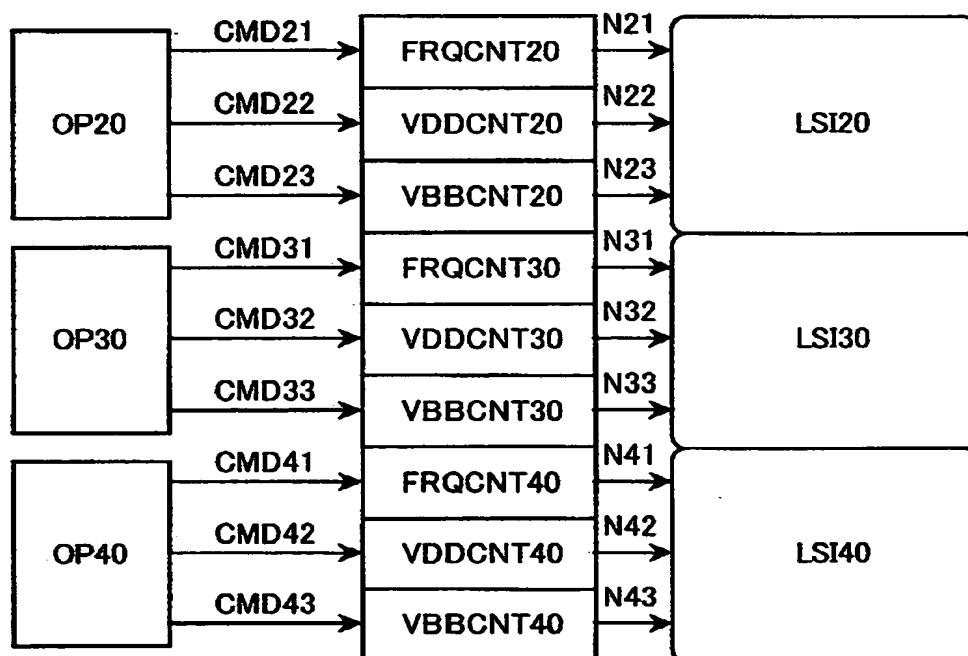 CMD21
N21
FRQCNT20
CMD22
N22
OP20
VDDCNT20
LSI20
CMD23
N23
VBBCNT20
CMD31
N31
FRQCNT30
CMD32
N32
OP30
VDDCNT30
LSI30
CMD33
N33
VBBCNT30
CMD41
N41
FRQCNT40
CMD42
N42
OP40
VDDCNT40
LSI40
CMD43
N43
VBBCNT40